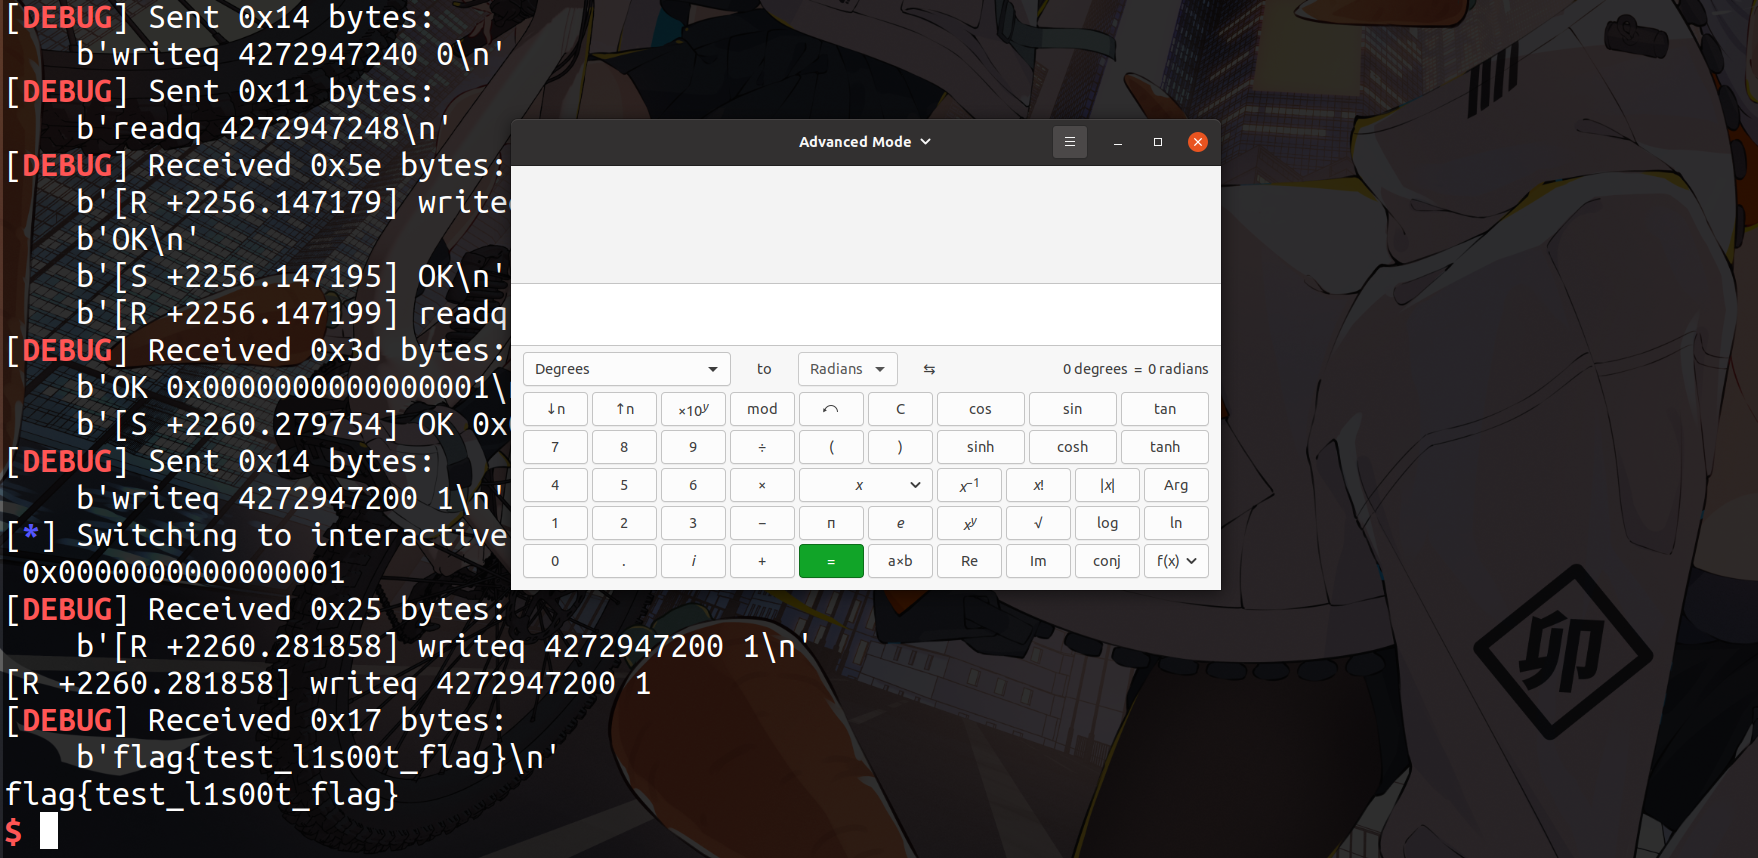 [DEBUG] Sent 0x14 bytes:
b'writeq 4272947240 0\n'
[DEBUG] Sent 0x11 bytes:
b'readq 4272947248\n'
[DEBUG] Received 0x5e bytes:
b'[R +2256.147179] write
b'OK\n'
b'[S +2256.147195] OK\n'
b'[R +2256.147199] readq
[DEBUG] Received 0x3d bytes:
b'OK 0x0000000000000001\
b'[S +2260.279754] OK 0x
[DEBUG] Sent 0x14 bytes:
b'writeq 4272947200 1\n'
[*] Switching to interactive
0x0000000000000001
[DEBUG] Received 0x25 bytes:
b'[R +2260.281858] writeq 4272947200 1\n'
[R +2260.281858] writeq 4272947200 1
[DEBUG] Received 0x17 bytes:
b'flag{test_l1s00t_flag}\n'
flag{test_l1s00t_flag}
$
Advanced Mode
Degrees to Radians ⇆ 0 degrees = 0 radians
↓n ↑n ×10^y mod ↶ C cos sin tan
7 8 9 ÷ ( ) sinh cosh tanh
4 5 6 × x x⁻¹ x! |x| Arg
1 2 3 − π e x^y √ log ln
0 . i + = a×b Re Im conj f(x)
卯